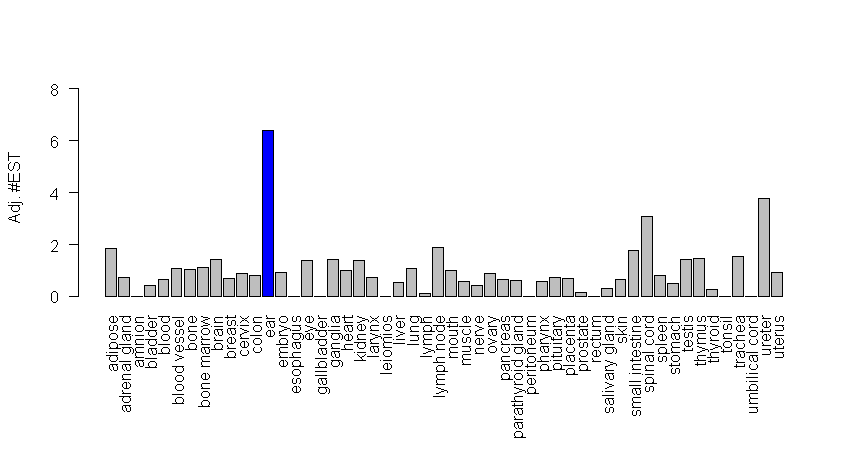 Adj. #EST
8
6
4
2
0
adipose
adrenal gland
amnion
bladder
blood
blood vessel
bone
bone marrow
brain
breast
cervix
colon
ear
embryo
esophagus
eye
gallbladder
ganglia
heart
kidney
larynx
leiomios
liver
lung
lymph
lymph node
mouth
muscle
nerve
ovary
pancreas
parathyroid gland
peritoneum
pharynx
pituitary
placenta
prostate
rectum
salivary gland
skin
small intestine
spinal cord
spleen
stomach
testis
thymus
thyroid
tonsil
trachea
umbilical cord
ureter
uterus